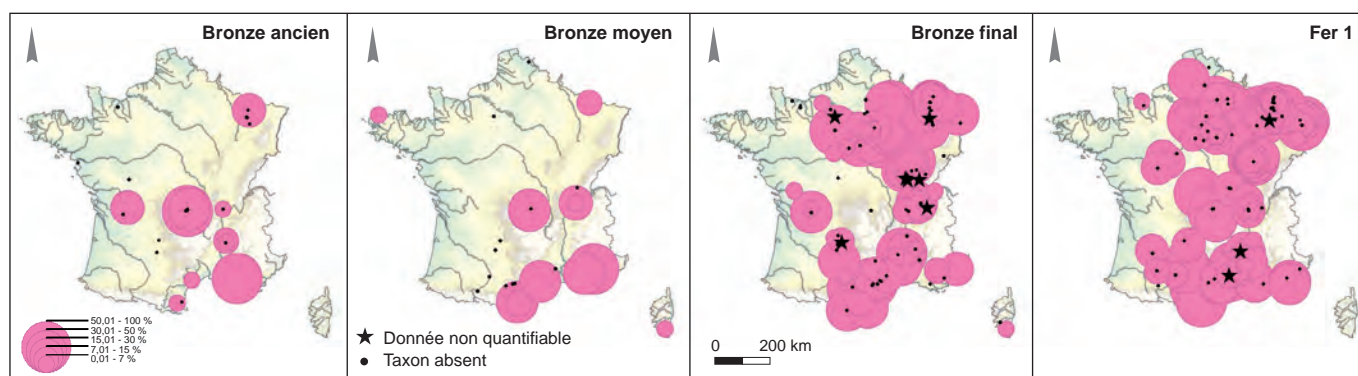 Bronze ancien
Bronze moyen
Bronze final
Fer 1
50,01 - 100 %
30,01 - 50 %
15,01 - 30 %
7,01 - 15 %
0,01 - 7 %
Donnée non quantifiable
Taxon absent
0 200 km